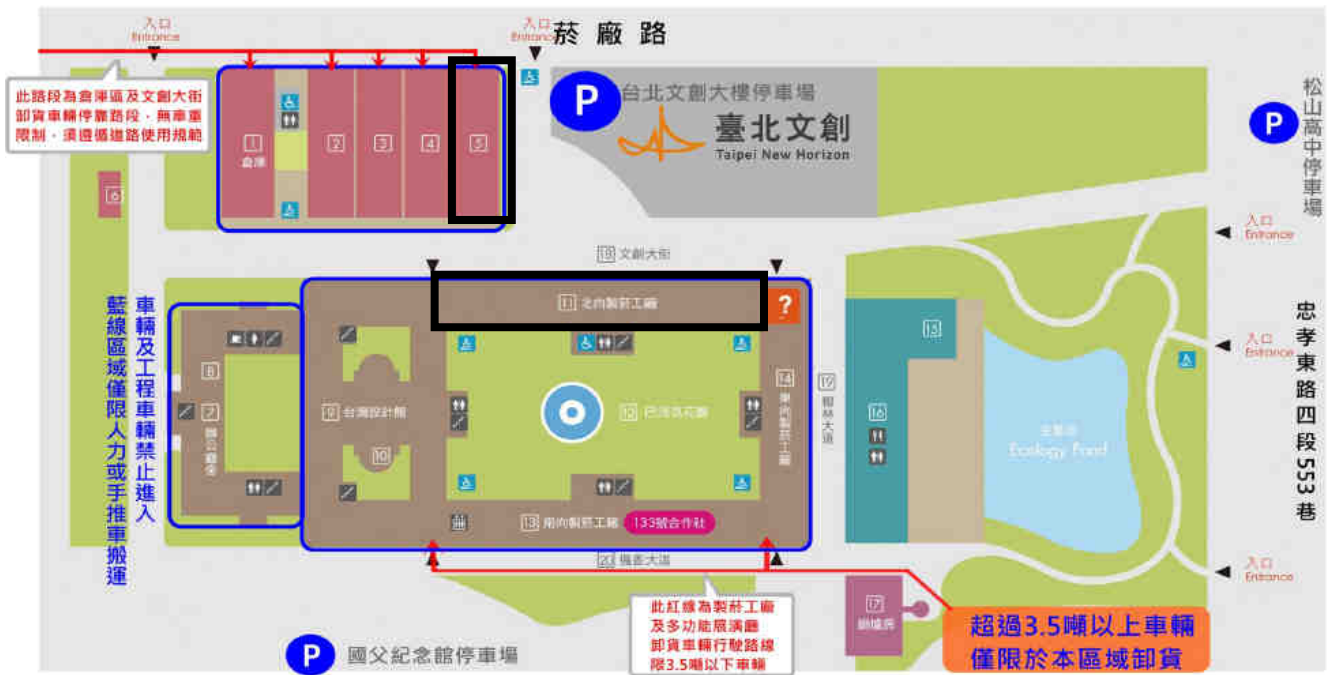 入口
Entrance
入口
Entrance
菸廠路
此路段為倉庫區及文創大街
卸貨車輛停靠路段，無車重
限制，須遵循道路使用規範
P
台北文創大樓停車場
臺北文創
Taipei New Horizon
P
松山高中停車場
1
倉庫
2
3
4
5
6
入口
Entrance
18 文創大街
11 北向製菸工廠
?
車輛及工程車輛禁止進入
藍線區域僅限人力或手推車搬運
8
7
9 台灣設計館
10
12 巴洛克花園
14 東向製菸工廠
19 椰林大道
15
16
生態池
Ecology Pond
入口
Entrance
忠孝東路四段553巷
13 南向製菸工廠
133號合作社
20 機影大道
入口
Entrance
此紅線為製菸工廠
及多功能展演廳
卸貨車輛行駛路線
限3.5噸以下車輛
17
鍋爐房
超過3.5噸以上車輛
僅限於本區域卸貨
P
國父紀念館停車場